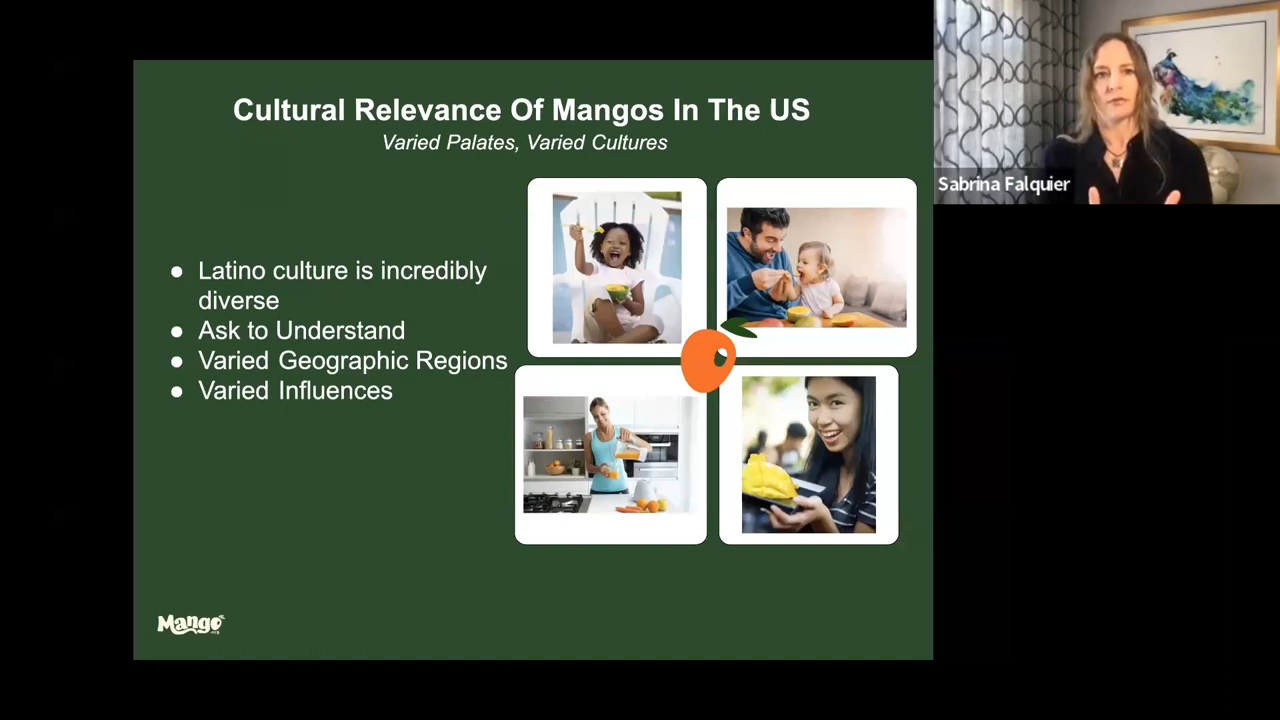 Cultural Relevance Of Mangos In The US
Varied Palates, Varied Cultures
● Latino culture is incredibly
diverse
● Ask to Understand
● Varied Geographic Regions
● Varied Influences
Mango
.org
Sabrina Falquier